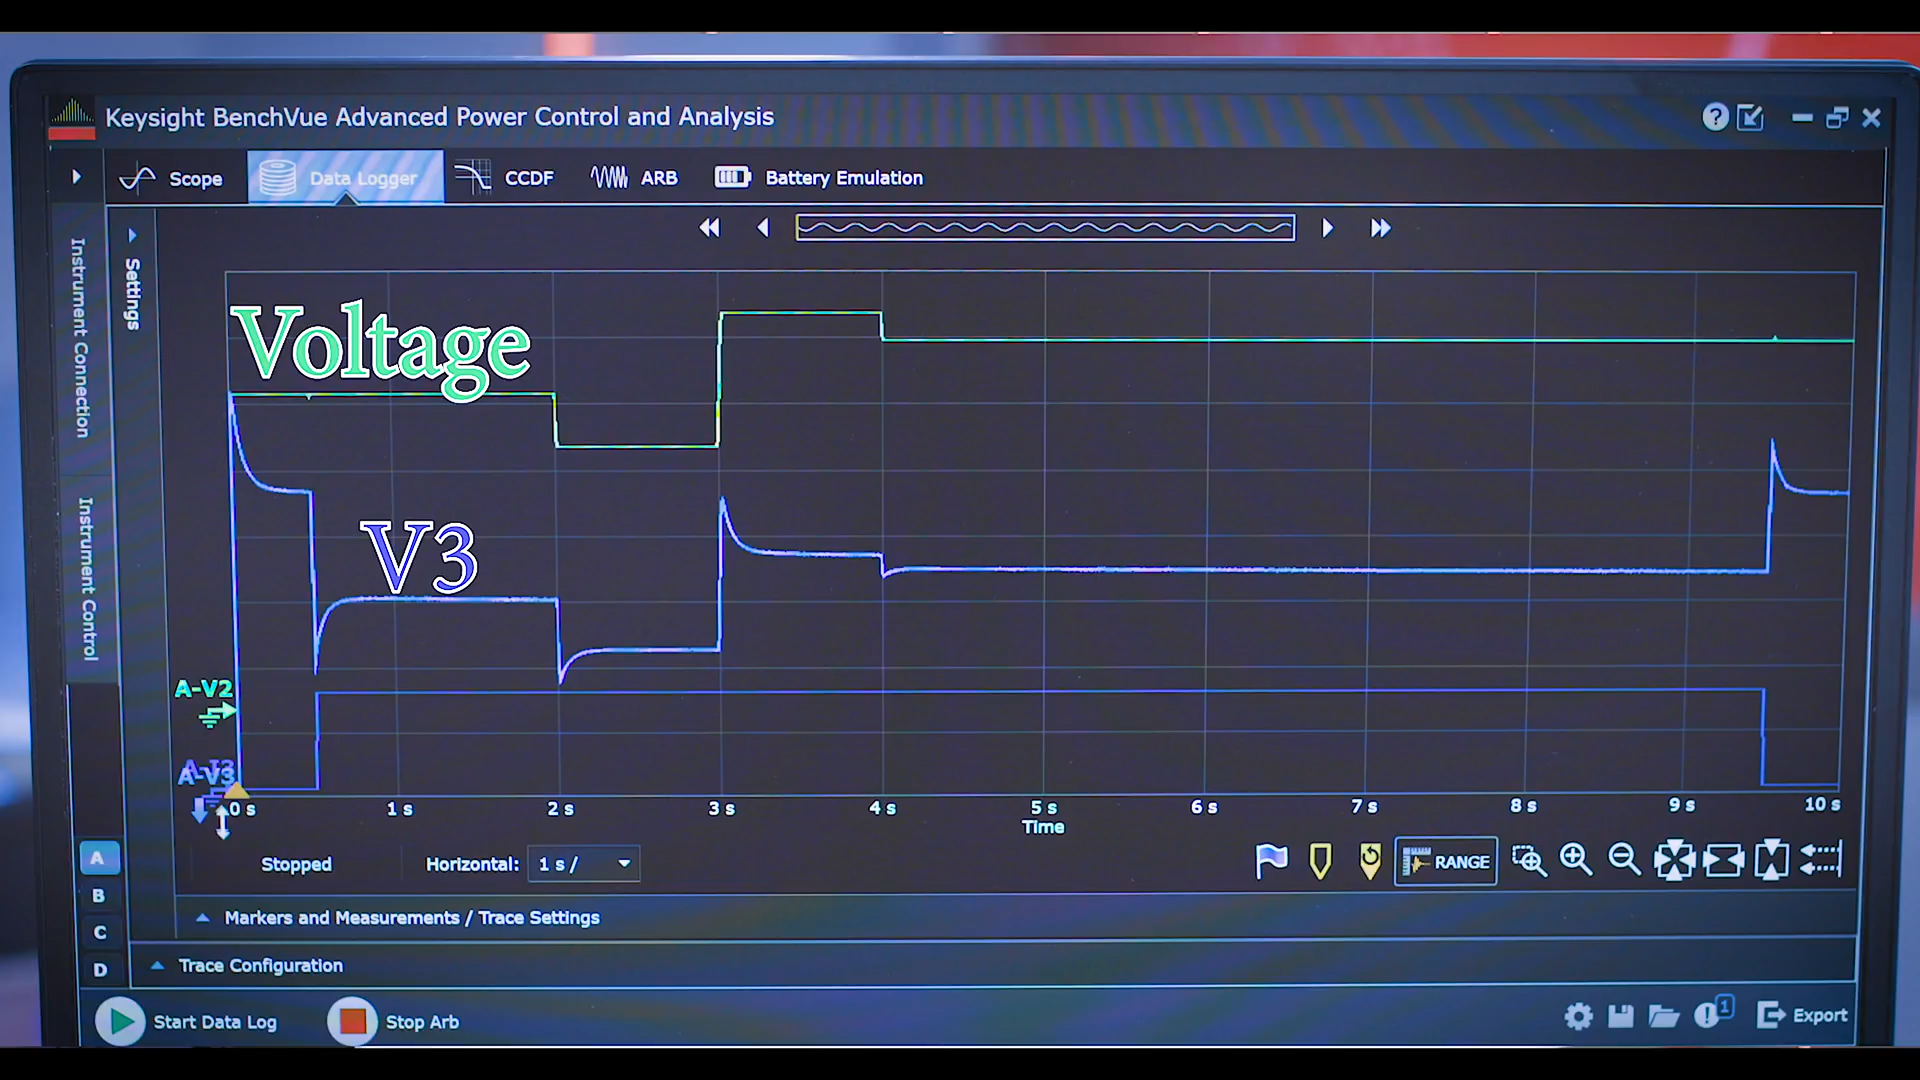 Keysight BenchVue Advanced Power Control and Analysis
Scope
Data Logger
CCDF
ARB
Battery Emulation
Instrument Connection
Settings
Instrument Control
Voltage
V3
A-V2
A-I3
A-V3
0 s 1 s 2 s 3 s 4 s 5 s 6 s 7 s 8 s 9 s 10 s
Time
A
Stopped
Horizontal:
1 s /
RANGE
B
Markers and Measurements / Trace Settings
C
D
Trace Configuration
Start Data Log
Stop Arb
1
Export